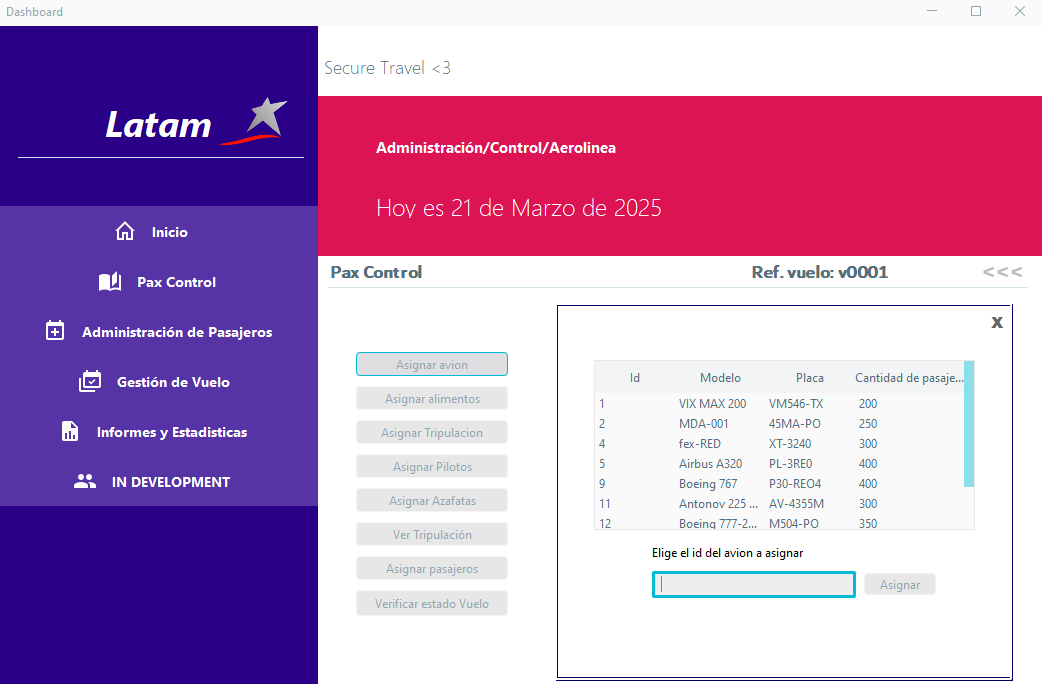 Dashboard
Latam
Inicio
Pax Control
Administración de Pasajeros
Gestión de Vuelo
Informes y Estadisticas
IN DEVELOPMENT
Secure Travel <3
Administración/Control/Aerolinea
Hoy es 21 de Marzo de 2025
Pax Control Ref. vuelo: v0001 <<<
Asignar avion
Asignar alimentos
Asignar Tripulacion
Asignar Pilotos
Asignar Azafatas
Ver Tripulación
Asignar pasajeros
Verificar estado Vuelo
x
Id Modelo Placa Cantidad de pasaje...
1 VIX MAX 200 VM546-TX 200
2 MDA-001 45MA-PO 250
4 fex-RED XT-3240 300
5 Airbus A320 PL-3RE0 400
9 Boeing 767 P30-REO4 400
11 Antonov 225 ... AV-4355M 300
12 Boeing 777-2... M504-PO 350
Elige el id del avion a asignar
Asignar